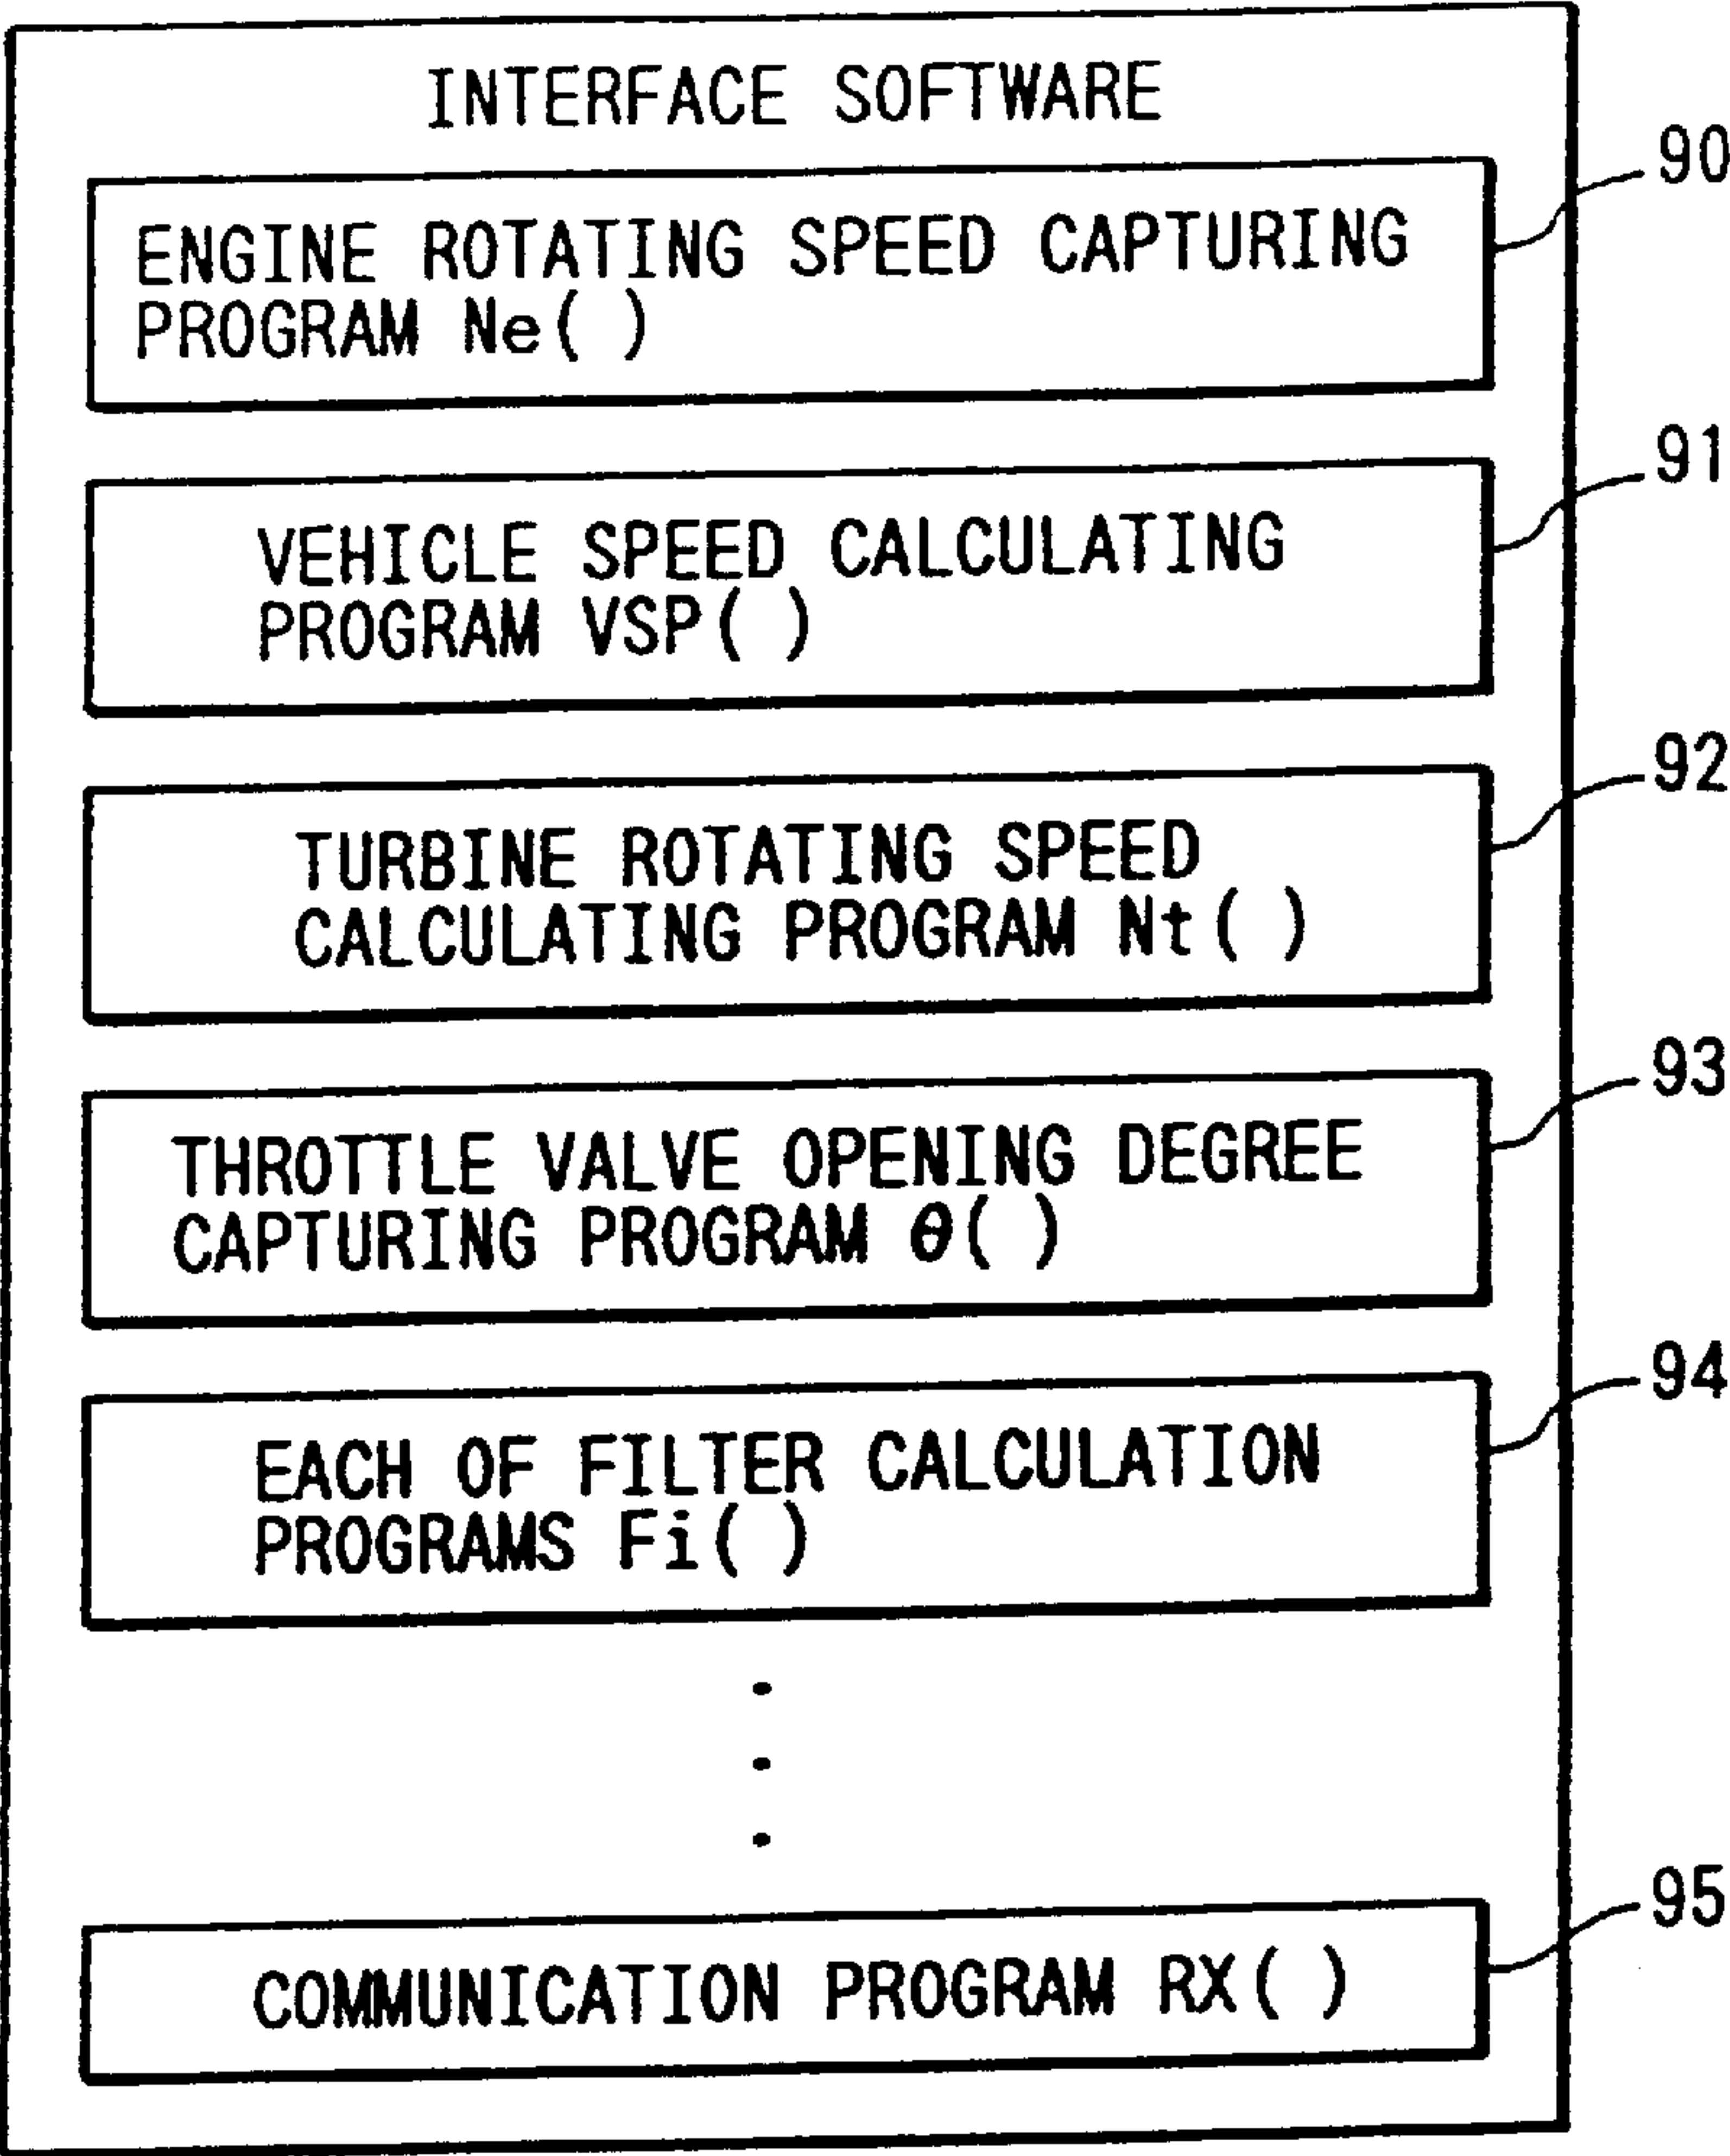 INTERFACE SOFTWARE
90
ENGINE ROTATING SPEED CAPTURING
PROGRAM Ne( )
91
VEHICLE SPEED CALCULATING
PROGRAM VSP( )
92
TURBINE ROTATING SPEED
CALCULATING PROGRAM Nt( )
93
THROTTLE VALVE OPENING DEGREE
CAPTURING PROGRAM θ( )
94
EACH OF FILTER CALCULATION
PROGRAMS Fi( )
95
COMMUNICATION PROGRAM RX( )